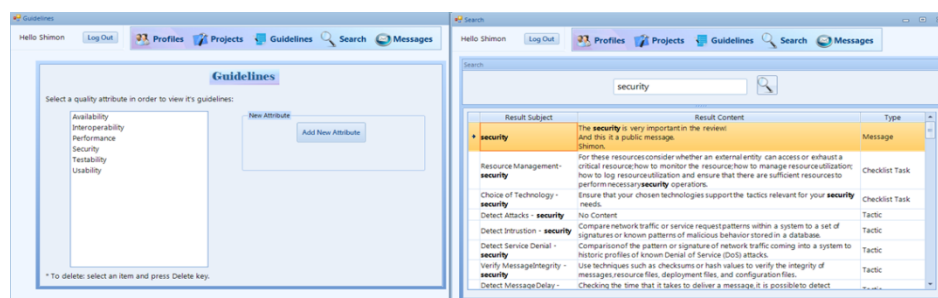 Guidelines
Hello Shimon
Log Out
Profiles
Projects
Guidelines
Search
Messages
Guidelines
Select a quality attribute in order to view it's guidelines:
Availability
Interoperability
Performance
Security
Testability
Usability
New Attribute
Add New Attribute
* To delete: select an item and press Delete key.
Search
Hello Shimon
Log Out
Profiles
Projects
Guidelines
Search
Messages
Search
security
Result Subject
Result Content
Type
security
The security is very important in the review!
And this it a public message.
Shimon.
Message
Resource Management-
security
For these resources consider whether an external entity can access or exhaust a
critical resource; how to monitor the resource; how to manage resource utilization;
how to log resource utilization and ensure that there are sufficient resources to
perform necessary security operations.
Checklist Task
Choice of Technology -
security
Ensure that your chosen technologies support the tactics relevant for your security
needs.
Checklist Task
Detect Attacks - security
No Content
Tactic
Detect Intrustion - security
Compare network traffic or service request patterns within a system to a set of
signatures or known patterns of malicious behavior stored in a database.
Tactic
Detect Service Denial -
security
Comparison of the pattern or signature of network traffic coming into a system to
historic profiles of known Denial of Service (DoS) attacks.
Tactic
Verify MessageIntegrity -
security
Use techniques such as checksums or hash values to verify the integrity of
messages, resource files, deployment files, and configuration files.
Tactic
Detect Message Delay -
Checking the time that it takes to deliver a message, it is possible to detect